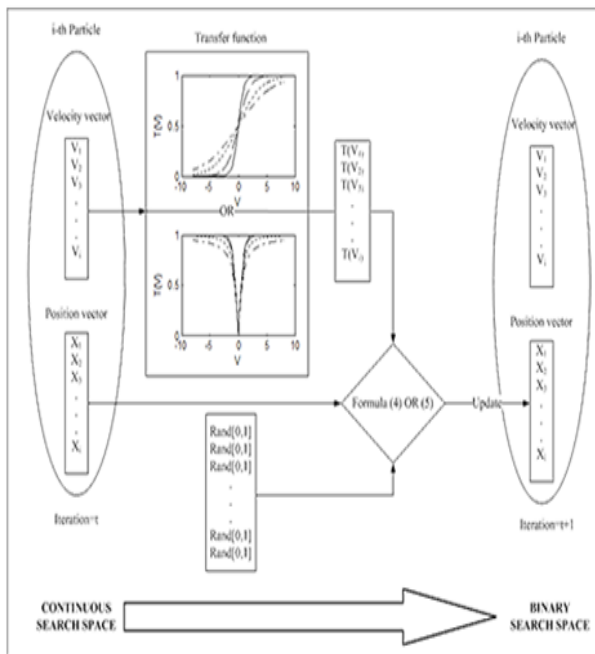 i-th Particle
Velocity vector
V1
V2
V3
.
.
.
Vi
Position vector
X1
X2
X3
.
.
.
Xi
Iteration=t
Transfer function
T(V)
1
0.5
0
-10
-5
0
5
10
V
OR
T(V)
1
0.5
0
-10
-5
0
5
10
V
T(V1)
T(V2)
T(V3)
.
.
.
T(Vi)
Formula (4) OR (5)
Update
Rand[0,1]
Rand[0,1]
Rand[0,1]
.
.
.
Rand[0,1]
Rand[0,1]
i-th Particle
Velocity vector
V1
V2
V3
.
.
.
Vi
Position vector
X1
X2
X3
.
.
.
Xi
Iteration=t+1
CONTINUOUS
SEARCH SPACE
BINARY
SEARCH SPACE